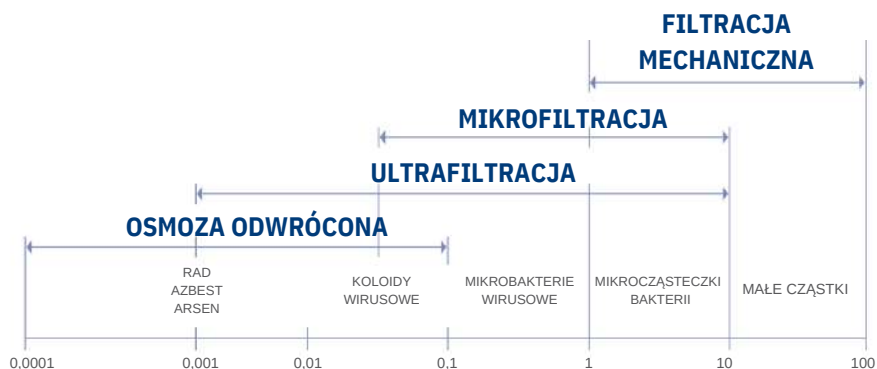 FILTRACJA
MECHANICZNA
MIKROFILTRACJA
ULTRAFILTRACJA
OSMOZA ODWRÓCONA
RAD
AZBEST
ARSEN
KOLOIDY
WIRUSOWE
MIKROBAKTERIE
WIRUSOWE
MIKROCZĄSTECZKI
BAKTERII
MAŁE CZĄSTKI
0.0001
0.001
0,01
0,1
1
10
100